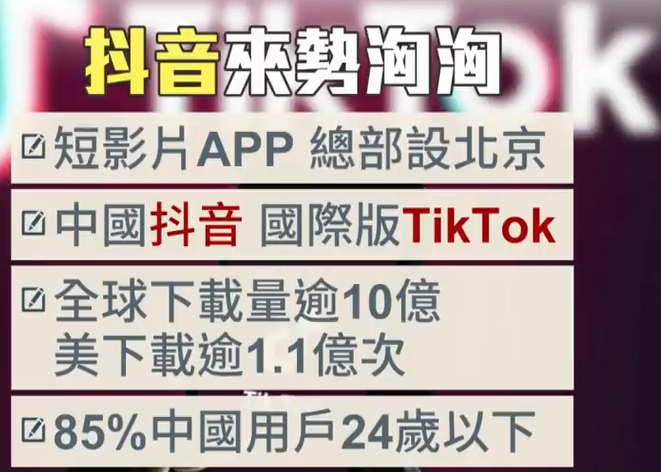 TikTok
抖音來勢洶洶
短影片APP 總部設北京
中國抖音 國際版TikTok
全球下載量逾10億
美下載逾1.1億次
85%中國用戶24歲以下